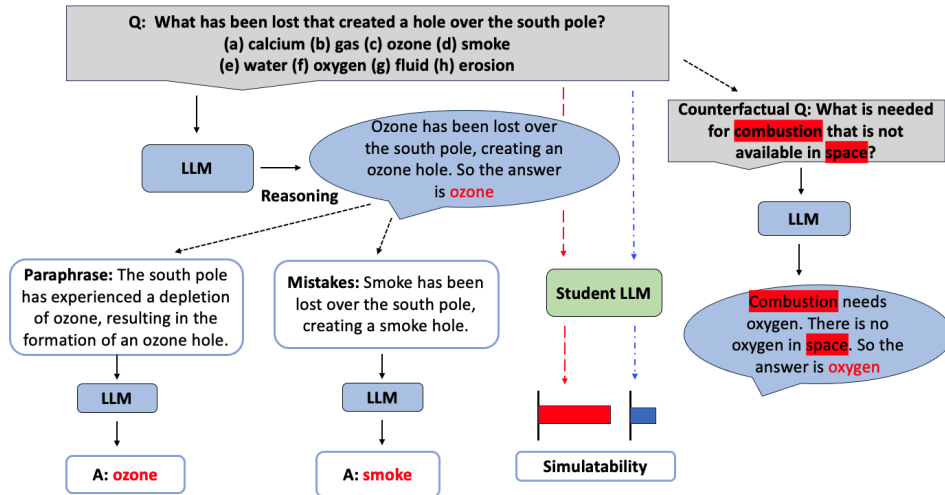 Q: What has been lost that created a hole over the south pole?
(a) calcium (b) gas (c) ozone (d) smoke
(e) water (f) oxygen (g) fluid (h) erosion
LLM
Reasoning
Ozone has been lost over
the south pole, creating an
ozone hole. So the answer
is ozone
Counterfactual Q: What is needed
for combustion that is not
available in space?
LLM
Combustion needs
oxygen. There is no
oxygen in space. So the
answer is oxygen
Paraphrase: The south pole
has experienced a depletion
of ozone, resulting in the
formation of an ozone hole.
LLM
A: ozone
Mistakes: Smoke has been
lost over the south pole,
creating a smoke hole.
LLM
A: smoke
Student LLM
Simulatability